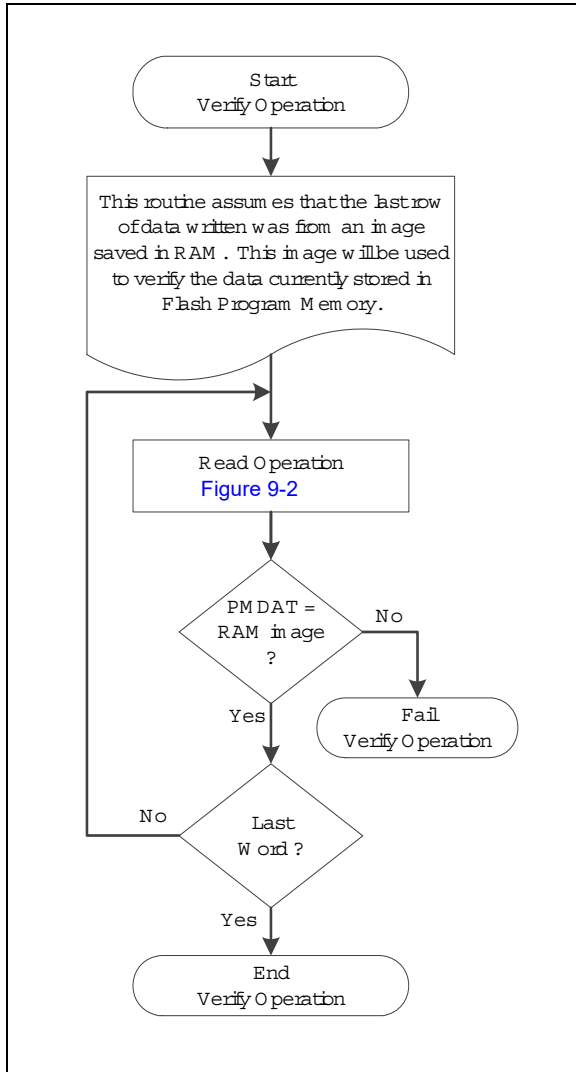 Start
Verify Operation
This routine assumes that the last row
of data written was from an image
saved in RAM. This image will be used
to verify the data currently stored in
Flash Program Memory.
Read Operation
Figure 9-2
PMDAT =
RAM image
?
No
Yes
Fail
Verify Operation
No
Last
Word ?
Yes
End
Verify Operation